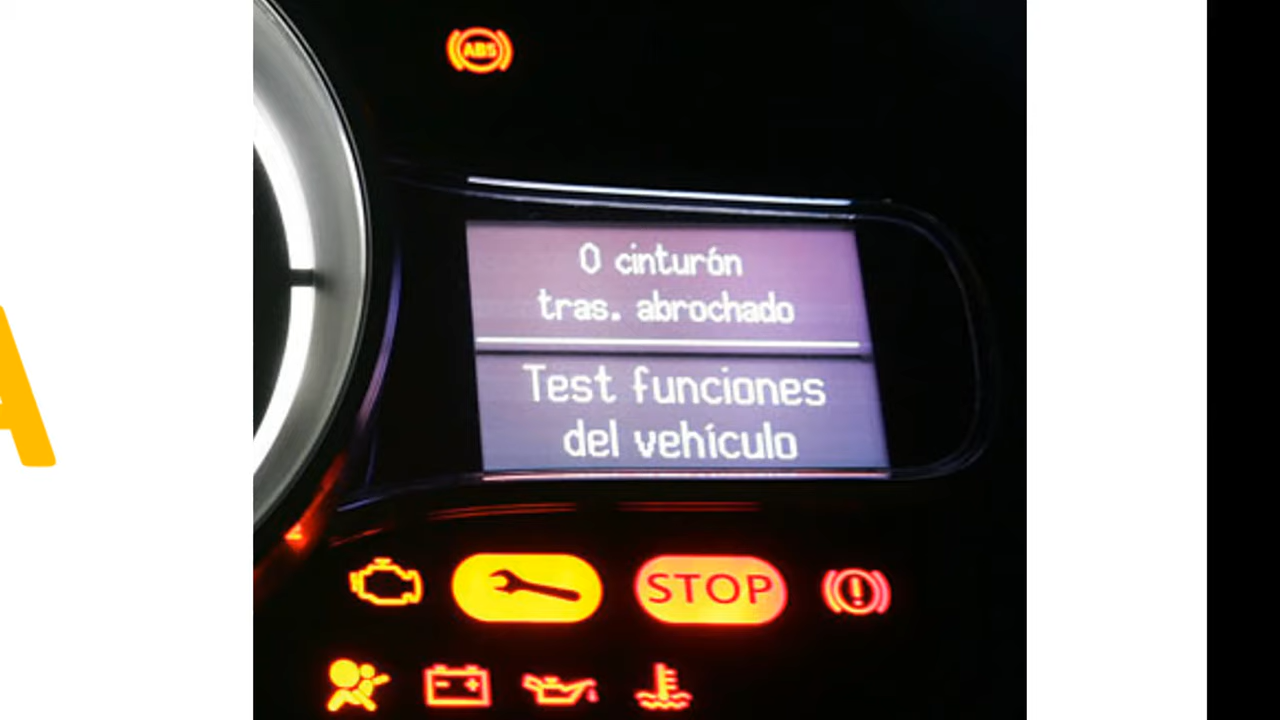 ABS
0 cinturón
tras. abrochado
Test funciones
del vehículo
STOP
A